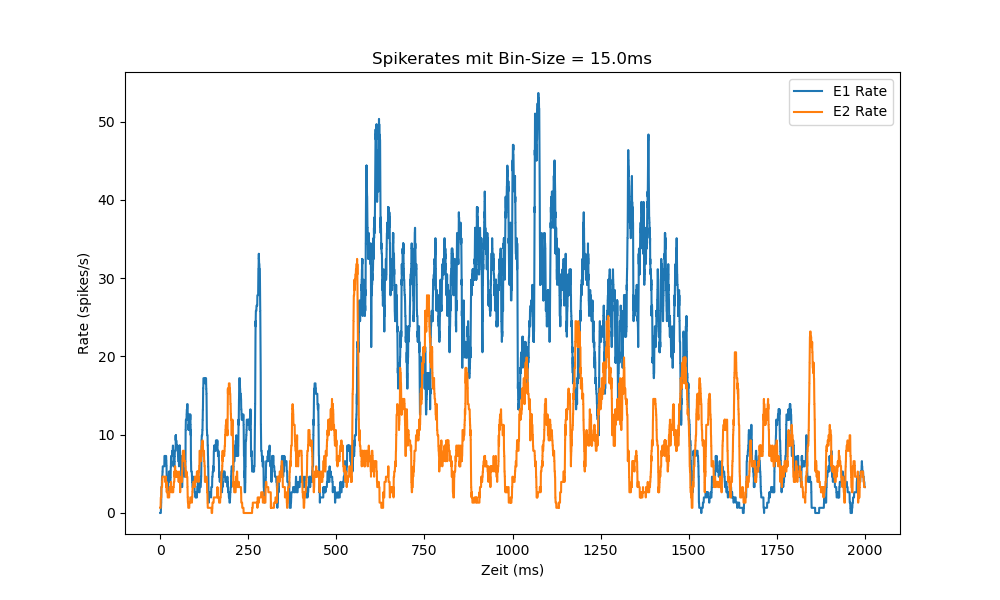 Spikerates mit Bin-Size = 15.0ms
E1 Rate
E2 Rate
50
40
30
20
10
0
Rate (spikes/s)
0 250 500 750 1000 1250 1500 1750 2000
Zeit (ms)